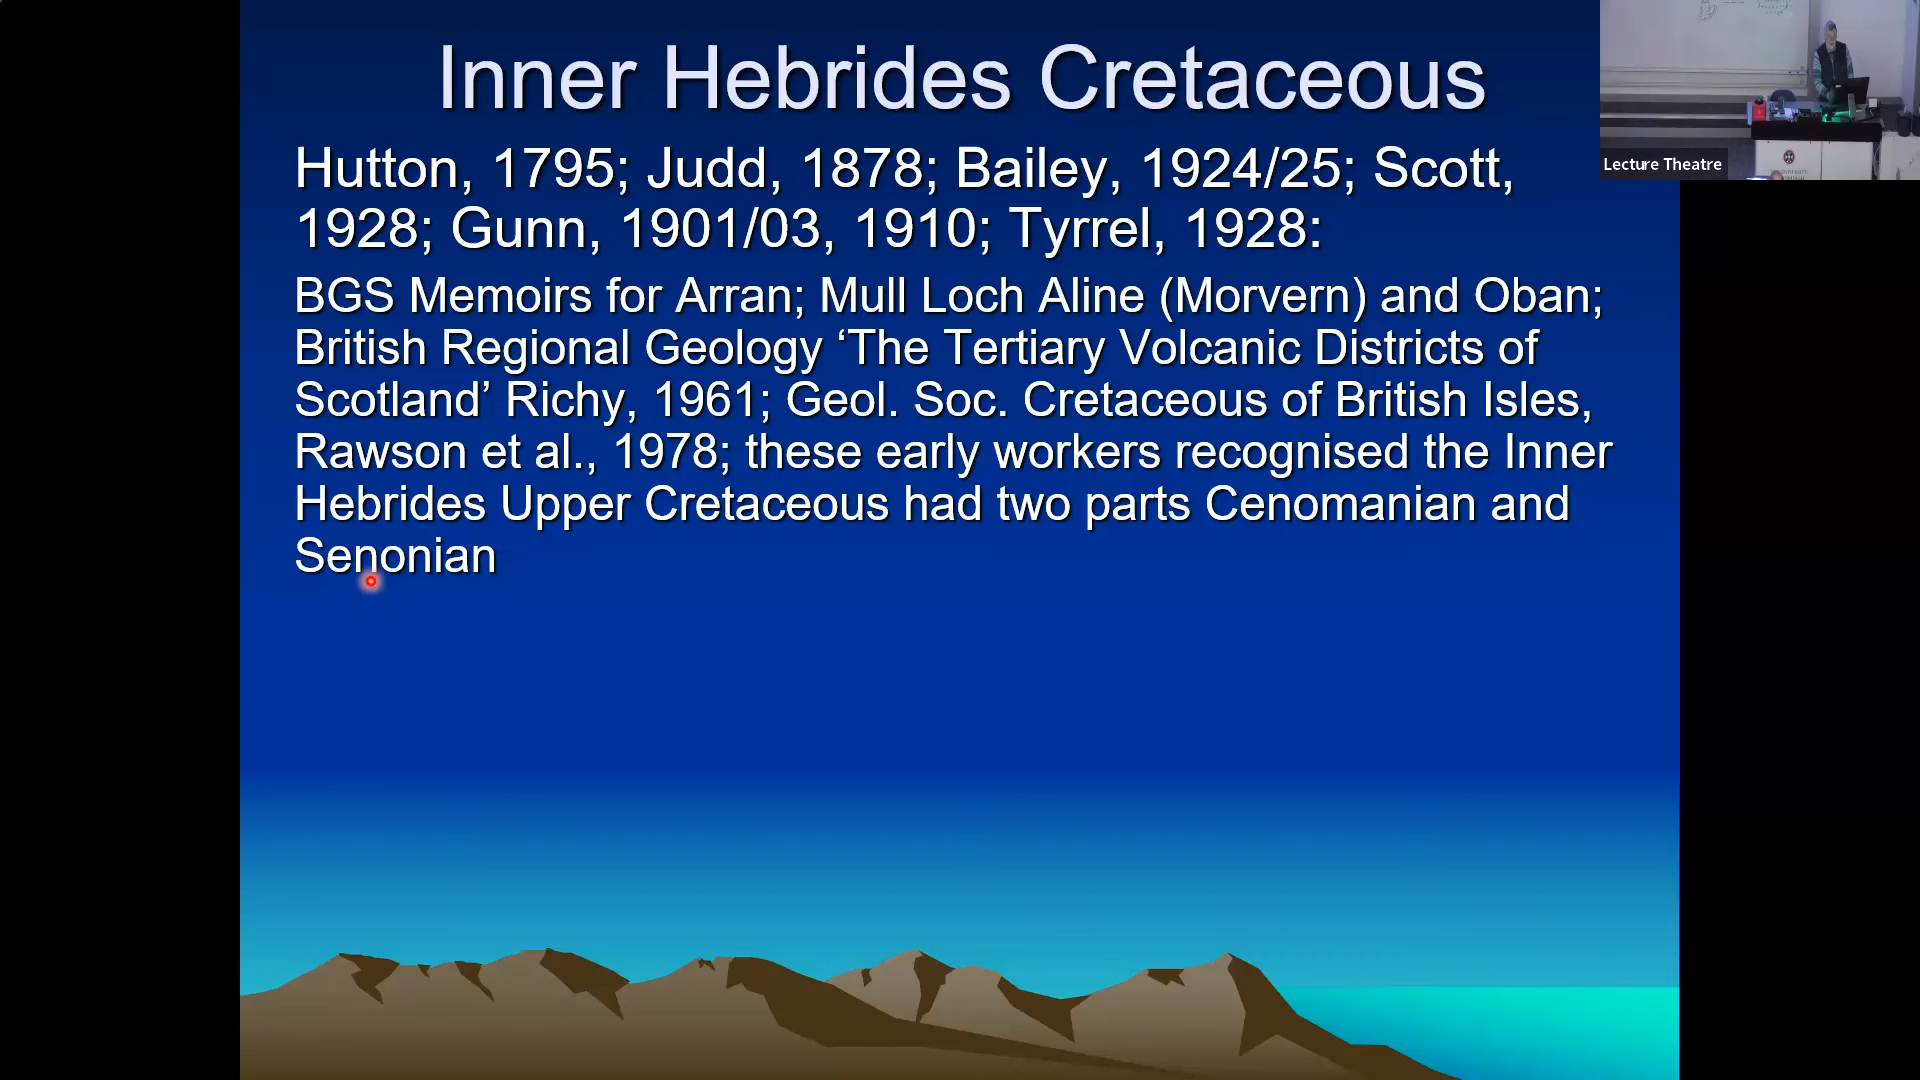 Inner Hebrides Cretaceous
Hutton, 1795; Judd, 1878; Bailey, 1924/25; Scott,
1928; Gunn, 1901/03, 1910; Tyrrel, 1928:
BGS Memoirs for Arran; Mull Loch Aline (Morvern) and Oban;
British Regional Geology ‘The Tertiary Volcanic Districts of
Scotland’ Richy, 1961; Geol. Soc. Cretaceous of British Isles,
Rawson et al., 1978; these early workers recognised the Inner
Hebrides Upper Cretaceous had two parts Cenomanian and
Senonian
Lecture Theatre